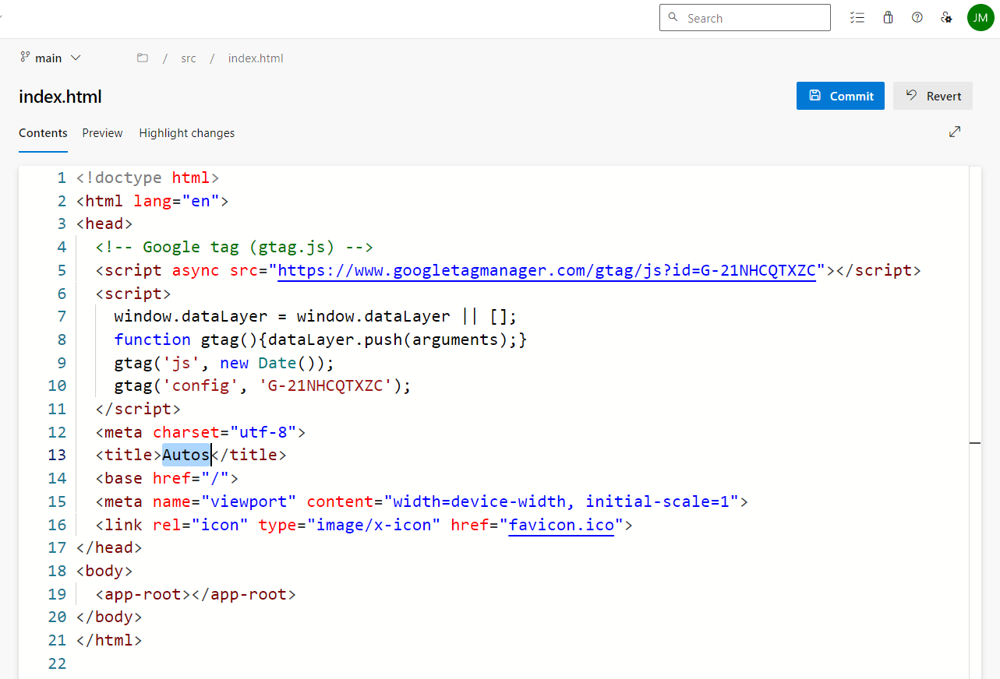 Search
JM
main
/ src / index.html
index.html
Commit
Revert
Contents Preview Highlight changes
1 <!doctype html>
2 <html lang="en">
3 <head>
4 <!-- Google tag (gtag.js) -->
5 <script async src="https://www.googletagmanager.com/gtag/js?id=G-21NHCQTXZC"></script>
6 <script>
7 window.dataLayer = window.dataLayer || [];
8 function gtag(){dataLayer.push(arguments);}
9 gtag('js', new Date());
10 gtag('config', 'G-21NHCQTXZC');
11 </script>
12 <meta charset="utf-8">
13 <title>Autos</title>
14 <base href="/">
15 <meta name="viewport" content="width=device-width, initial-scale=1">
16 <link rel="icon" type="image/x-icon" href="favicon.ico">
17 </head>
18 <body>
19 <app-root></app-root>
20 </body>
21 </html>
22